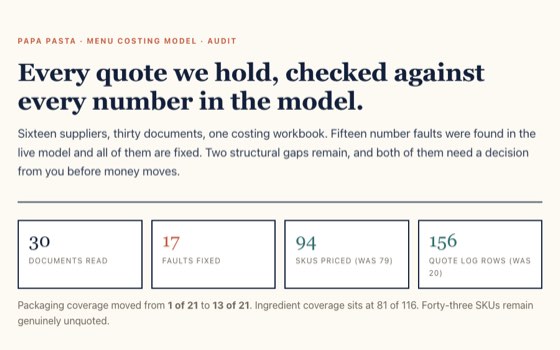 PAPA PASTA · MENU COSTING MODEL · AUDIT
Every quote we hold, checked against
every number in the model.
Sixteen suppliers, thirty documents, one costing workbook. Fifteen number faults were found in the
live model and all of them are fixed. Two structural gaps remain, and both of them need a decision
from you before money moves.
30
DOCUMENTS READ
17
FAULTS FIXED
94
SKUS PRICED (WAS 79)
156
QUOTE LOG ROWS (WAS
20)
Packaging coverage moved from 1 of 21 to 13 of 21. Ingredient coverage sits at 81 of 116. Forty-three SKUs remain
genuinely unquoted.